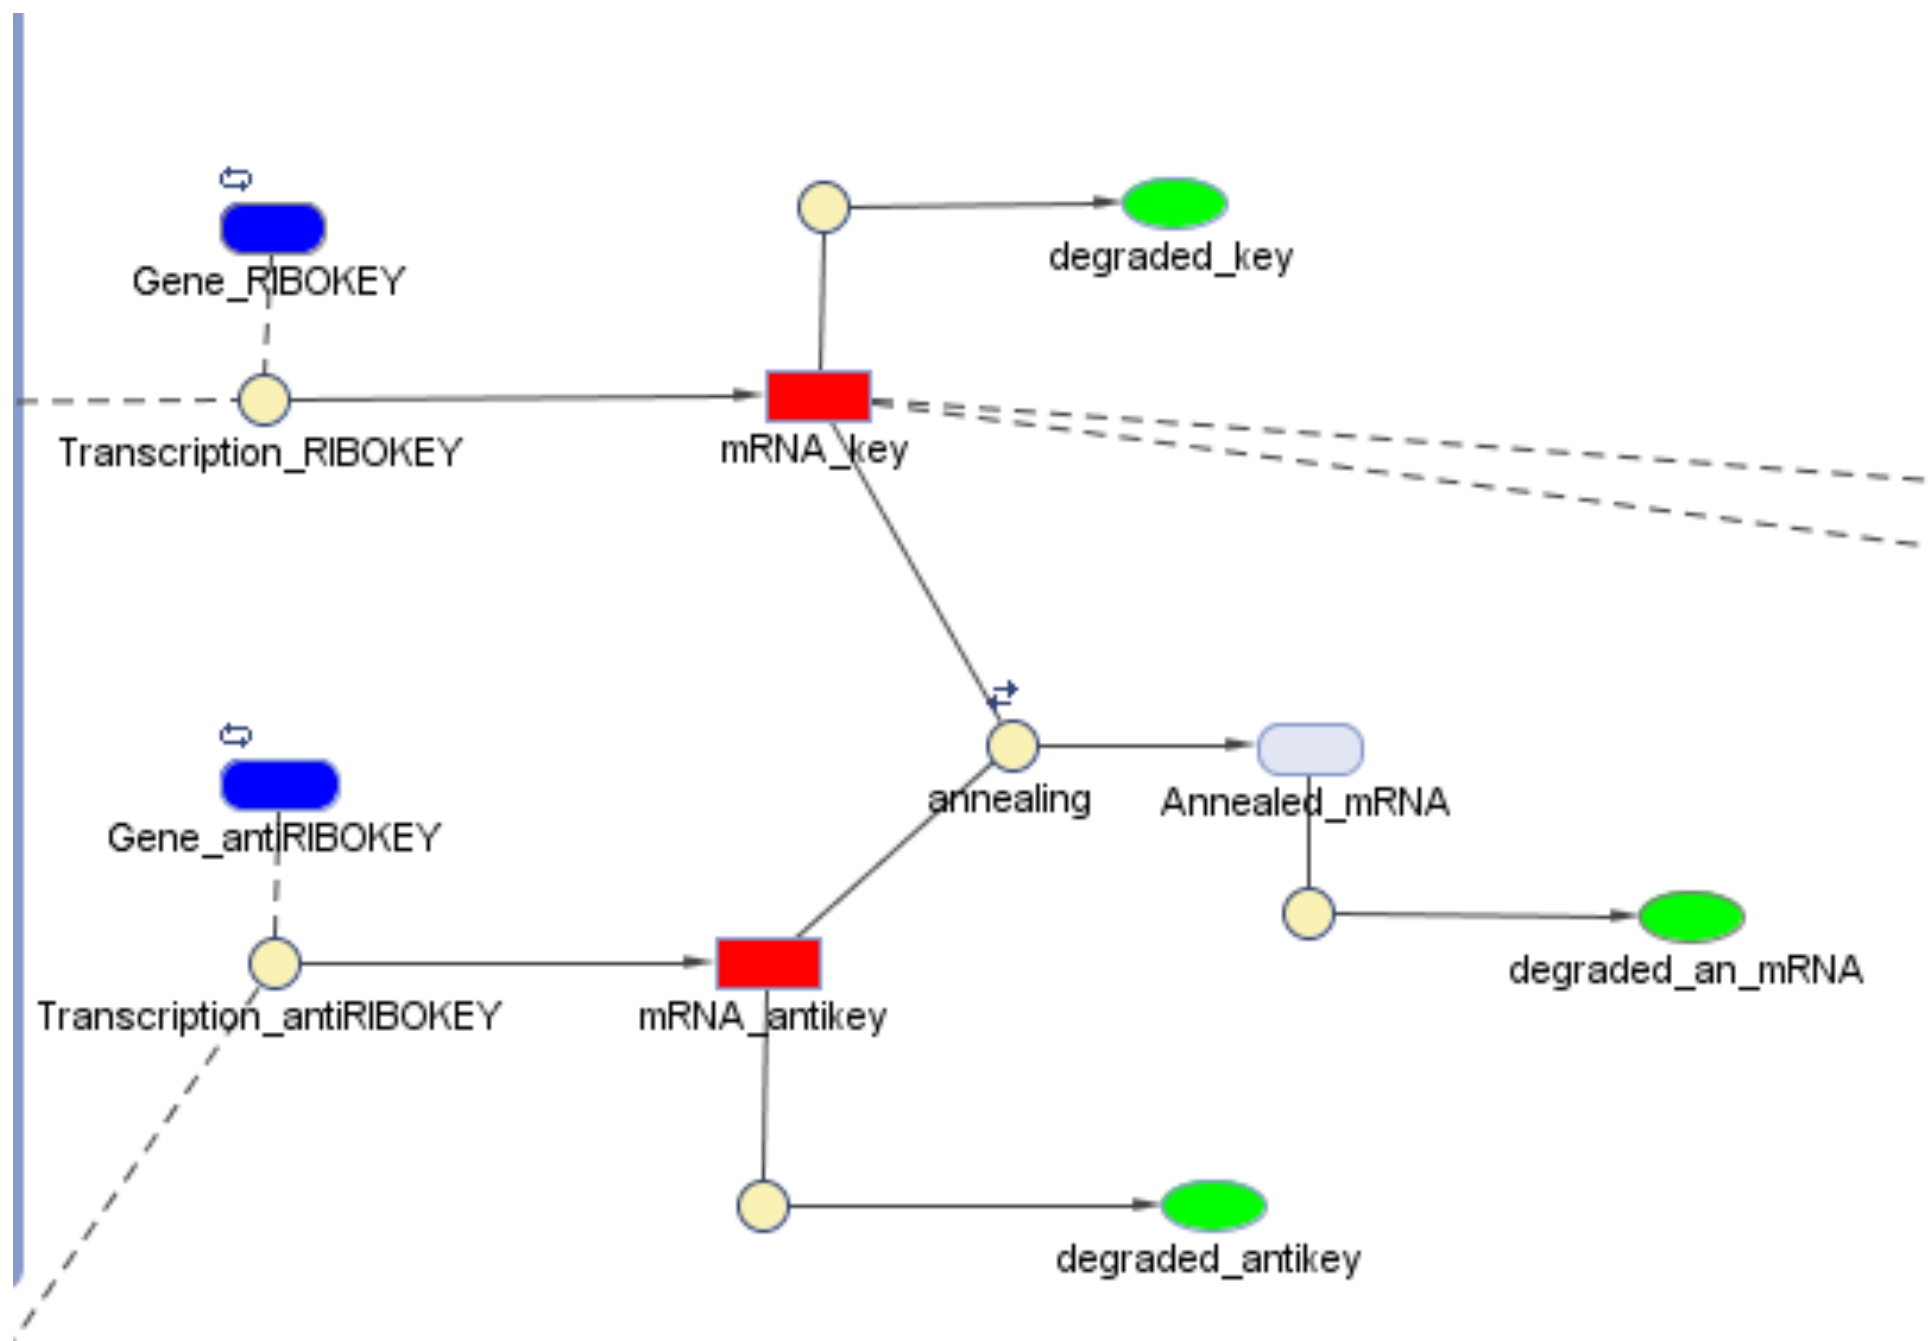 degraded_key
Gene_RIBOKEY
Transcription_RIBOKEY
mRNA_key
annealing
Annealed_mRNA
Gene_antiRIBOKEY
degraded_an_mRNA
Transcription_antiRIBOKEY
mRNA_antikey
degraded_antikey